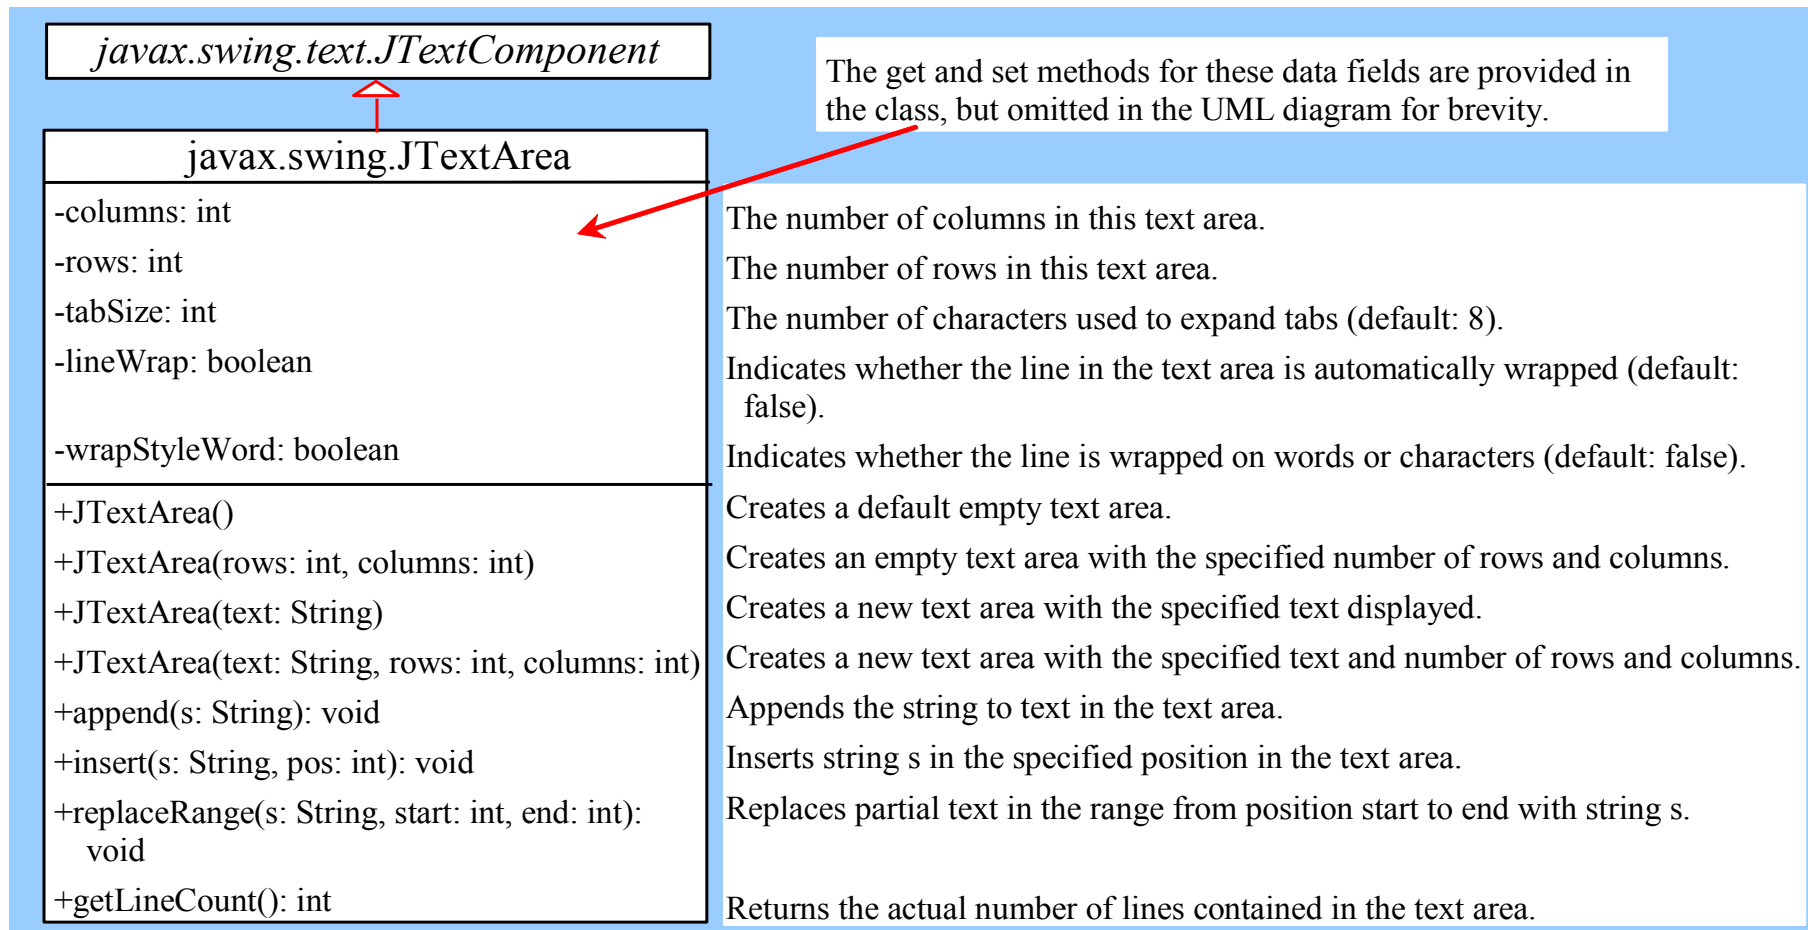 javax.swing.text.JTextComponent
The get and set methods for these data fields are provided in
the class, but omitted in the UML diagram for brevity.
javax.swing.JTextArea
-columns: int
The number of columns in this text area.
-rows: int
The number of rows in this text area.
-tabSize: int
The number of characters used to expand tabs (default: 8).
-lineWrap: boolean
Indicates whether the line in the text area is automatically wrapped (default:
false).
-wrapStyleWord: boolean
Indicates whether the line is wrapped on words or characters (default: false).
+JTextArea()
Creates a default empty text area.
+JTextArea(rows: int, columns: int)
Creates an empty text area with the specified number of rows and columns.
+JTextArea(text: String)
Creates a new text area with the specified text displayed.
+JTextArea(text: String, rows: int, columns: int)
Creates a new text area with the specified text and number of rows and columns.
+append(s: String): void
Appends the string to text in the text area.
+insert(s: String, pos: int): void
Inserts string s in the specified position in the text area.
+replaceRange(s: String, start: int, end: int):
void
Replaces partial text in the range from position start to end with string s.
+getLineCount(): int
Returns the actual number of lines contained in the text area.